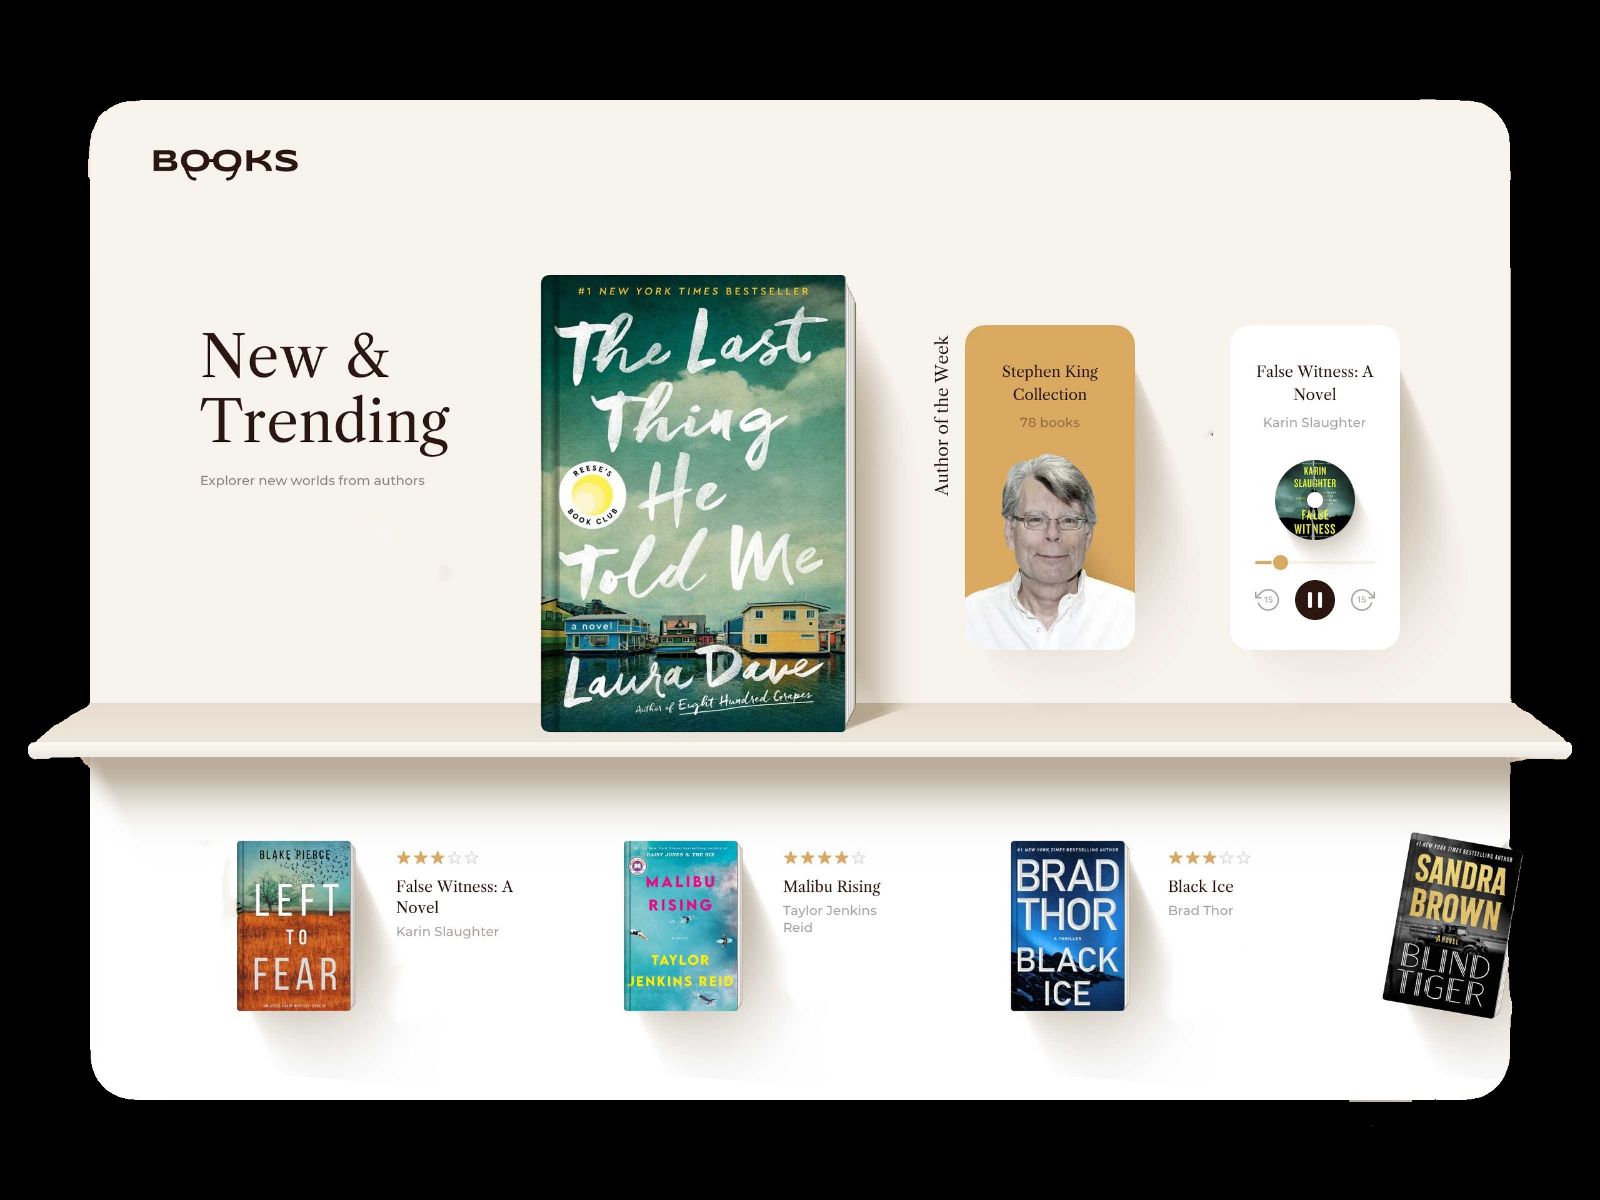 BOOKS
New &
Trending
Explorer new worlds from authors
#1 NEW YORK TIMES BESTSELLER
The Last
Thing
He
Told Me
REESE'S
BOOK CLUB
a novel
Laura Dave
Author of Eight Hundred Grapes
Author of the Week
Stephen King
Collection
78 books
False Witness: A
Novel
Karin Slaughter
KARIN
SLAUGHTER
FALSE
WITNESS
15
15
BLAKE PIERCE
LEFT
TO
FEAR
False Witness: A
Novel
Karin Slaughter
DAISY JONES & THE SIX
MALIBU
RISING
TAYLOR
JENKINS REID
Malibu Rising
Taylor Jenkins
Reid
#1 NEW YORK TIMES BESTSELLING AUTHOR
BRAD
THOR
A THRILLER
BLACK
ICE
Black Ice
Brad Thor
#1 NEW YORK TIMES BESTSELLING AUTHOR
SANDRA
BROWN
A NOVEL
BLIND
TIGER